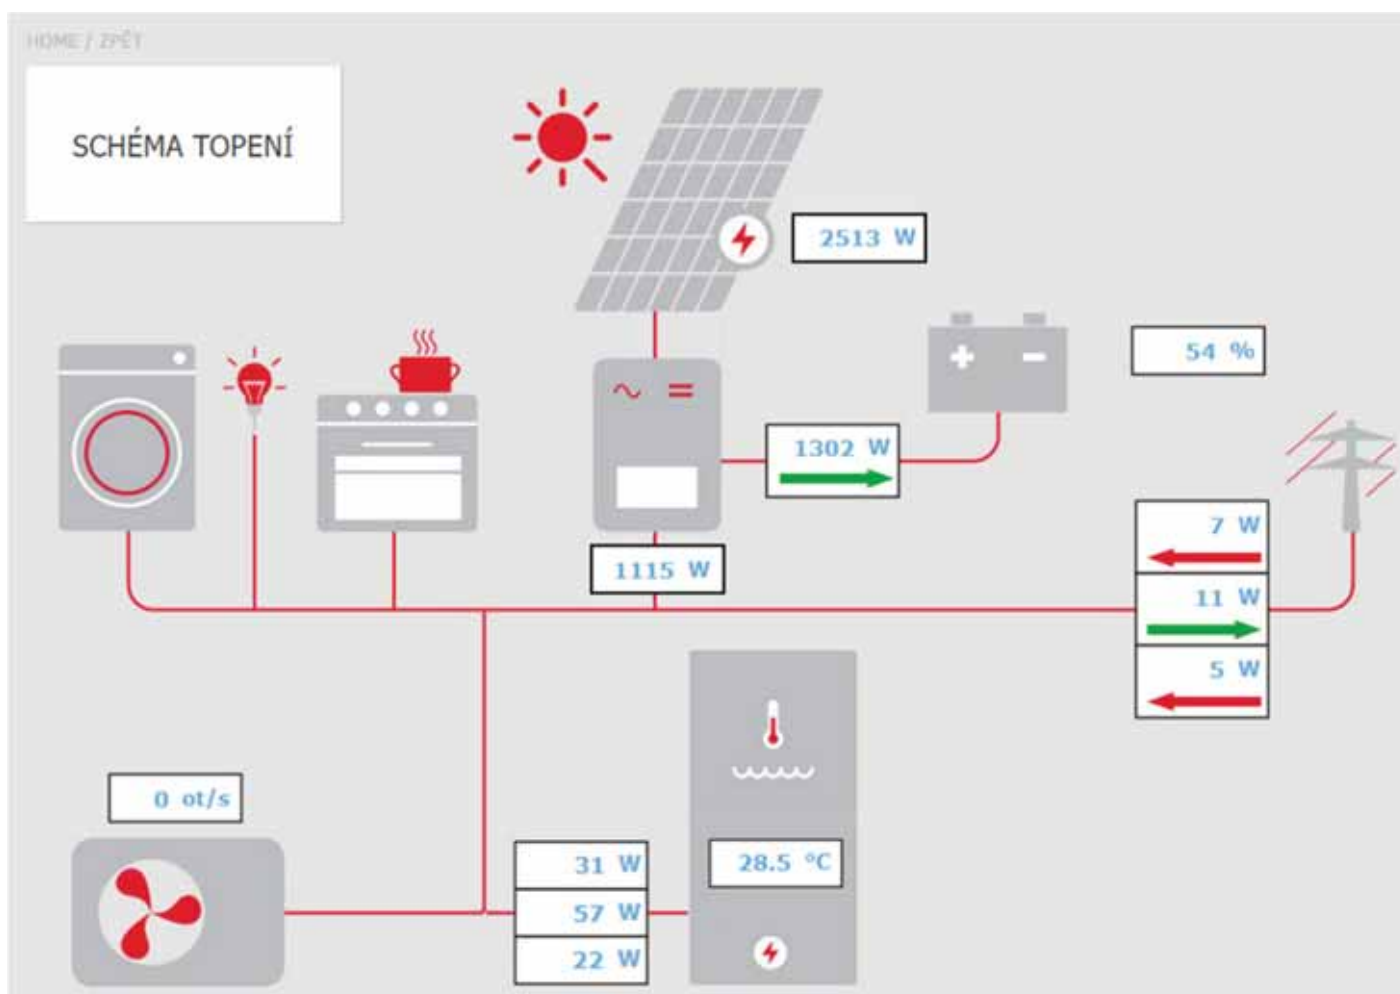 HOME / ZPĚT
SCHÉMA TOPENÍ
2513 W
54 %
1302 W
7 W
1115 W
11 W
5 W
0 ot/s
31 W
28.5 °C
57 W
22 W